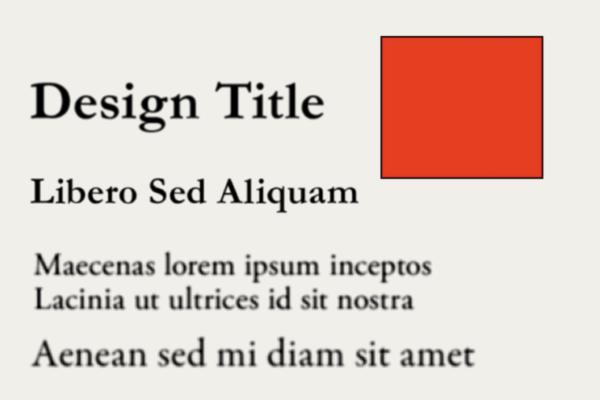 Design Title
Libero Sed Aliquam
Maecenas lorem ipsum inceptos
Lacinia ut ultrices id sit nostra
Aenean sed mi diam sit amet